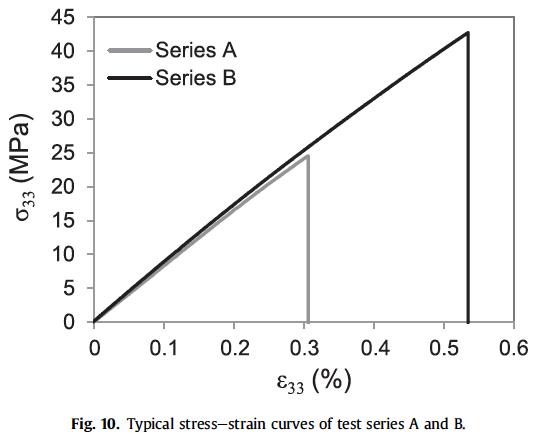 45
40
35
30
25
20
15
10
5
0
σ33 (MPa)
Series A
Series B
0 0.1 0.2 0.3 0.4 0.5 0.6
ε33 (%)
Fig. 10. Typical stress–strain curves of test series A and B.